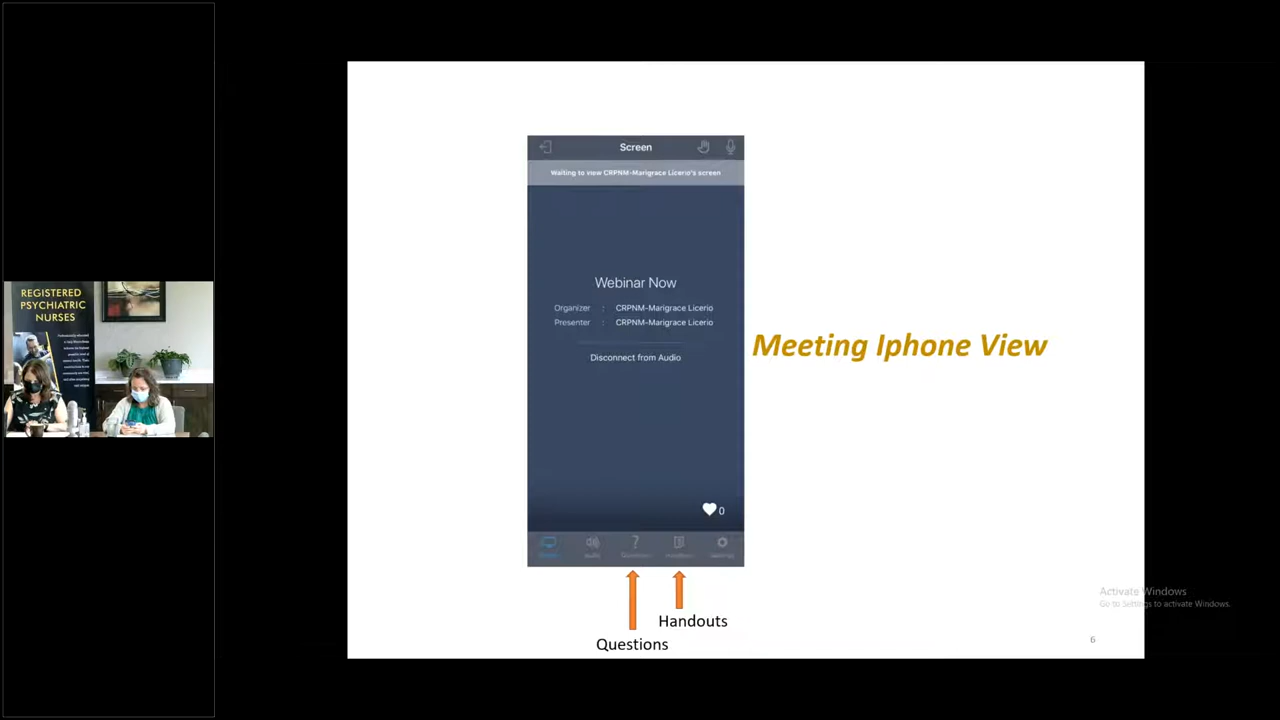 REGISTERED
PSYCHIATRIC
NURSES
Screen
Waiting to view CRPNM-Marigrace Licerio's screen
Webinar Now
Organizer : CRPNM-Marigrace Licerio
Presenter : CRPNM-Marigrace Licerio
Disconnect from Audio
0
Meeting Iphone View
Handouts
Questions
Activate Windows
Go to Settings to activate Windows.
6